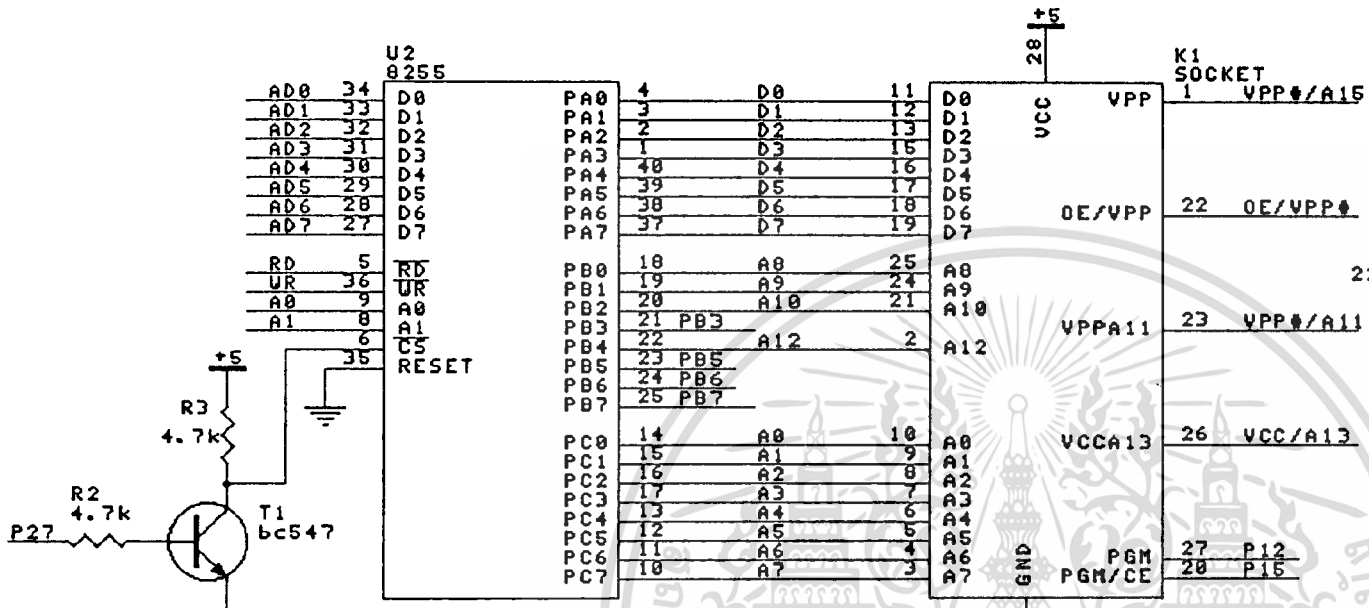 +5
28
U2
8255
K1
SOCKET
AD0 34 D0 PA0 4 D0 11 D0 VCC VPP 1 VPP♦/A15
AD1 33 D1 PA1 3 D1 12 D1
AD2 32 D2 PA2 2 D2 13 D2
AD3 31 D3 PA3 1 D3 15 D3
AD4 30 D4 PA4 40 D4 16 D4
AD5 29 D5 PA5 39 D5 17 D5
AD6 28 D6 PA6 38 D6 18 D6 OE/VPP 22 OE/VPP♦
AD7 27 D7 PA7 37 D7 19 D7
RD 5 RD PB0 18 A8 25 A8
WR 36 WR PB1 19 A9 24 A9
A0 9 A0 PB2 20 A10 21 A10
A1 8 A1 PB3 21 PB3 VPPA11 23 VPP♦/A11
6 CS PB4 22 A12 2 A12
35 RESET PB5 23 PB5
PB6 24 PB6
PB7 25 PB7
+5
R3
4.7k
PC0 14 A0 10 A0 VCCA13 26 VCC/A13
PC1 15 A1 9 A1
PC2 16 A2 8 A2
PC3 17 A3 7 A3
PC4 13 A4 6 A4
PC5 12 A5 5 A5
PC6 11 A6 4 A6 PGM 27 P12
PC7 10 A7 3 A7 GND PGM/CE 20 P15
R2
4.7k
P27
T1
bc547